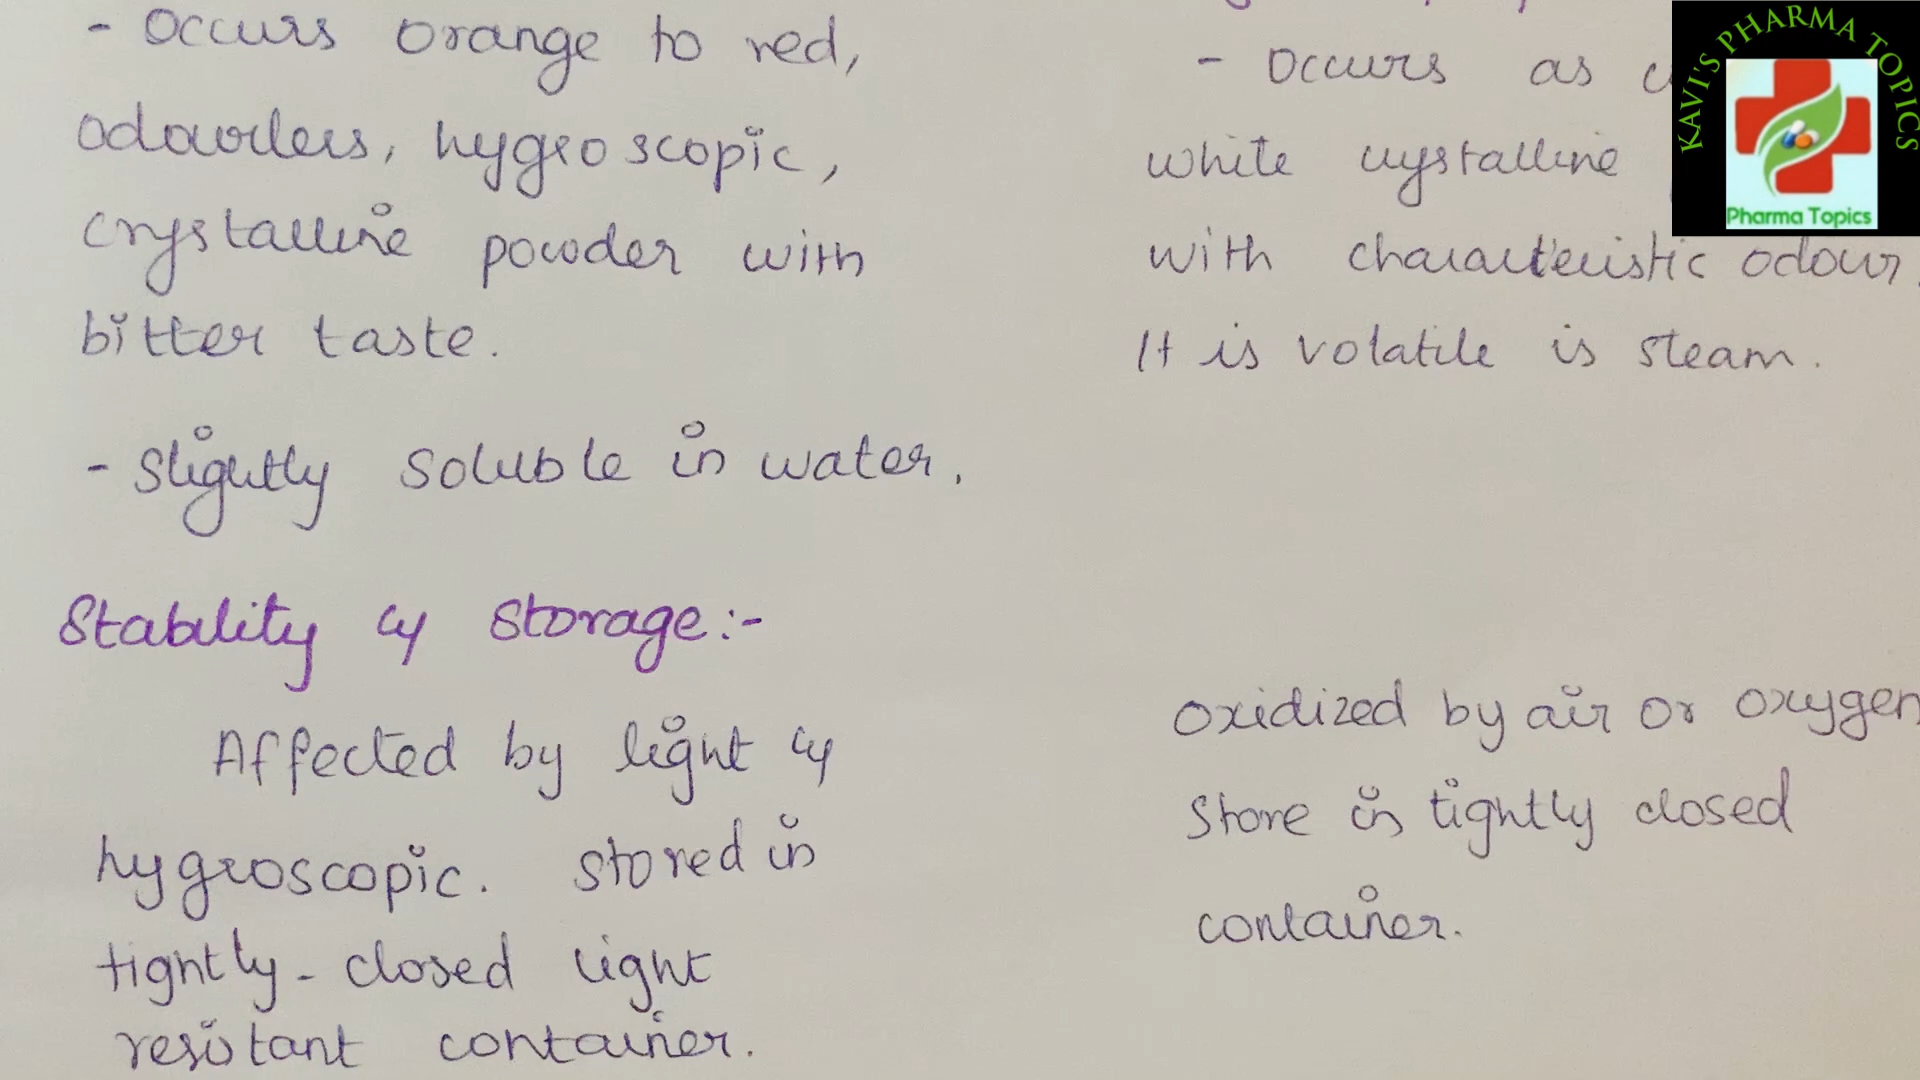 - Occurs orange to red,
odourless, hygroscopic,
crystalline powder with
bitter taste.
- Slightly soluble in water.
Stability & Storage:-
Affected by light &
hygroscopic. stored in
tightly-closed light
resistant container.
- Occurs as
white crystalline
with characteristic odour.
It is volatile is steam.
Oxidized by air or oxygen
Store in tightly closed
container.
KAVI'S PHARMA TOPICS
Pharma Topics